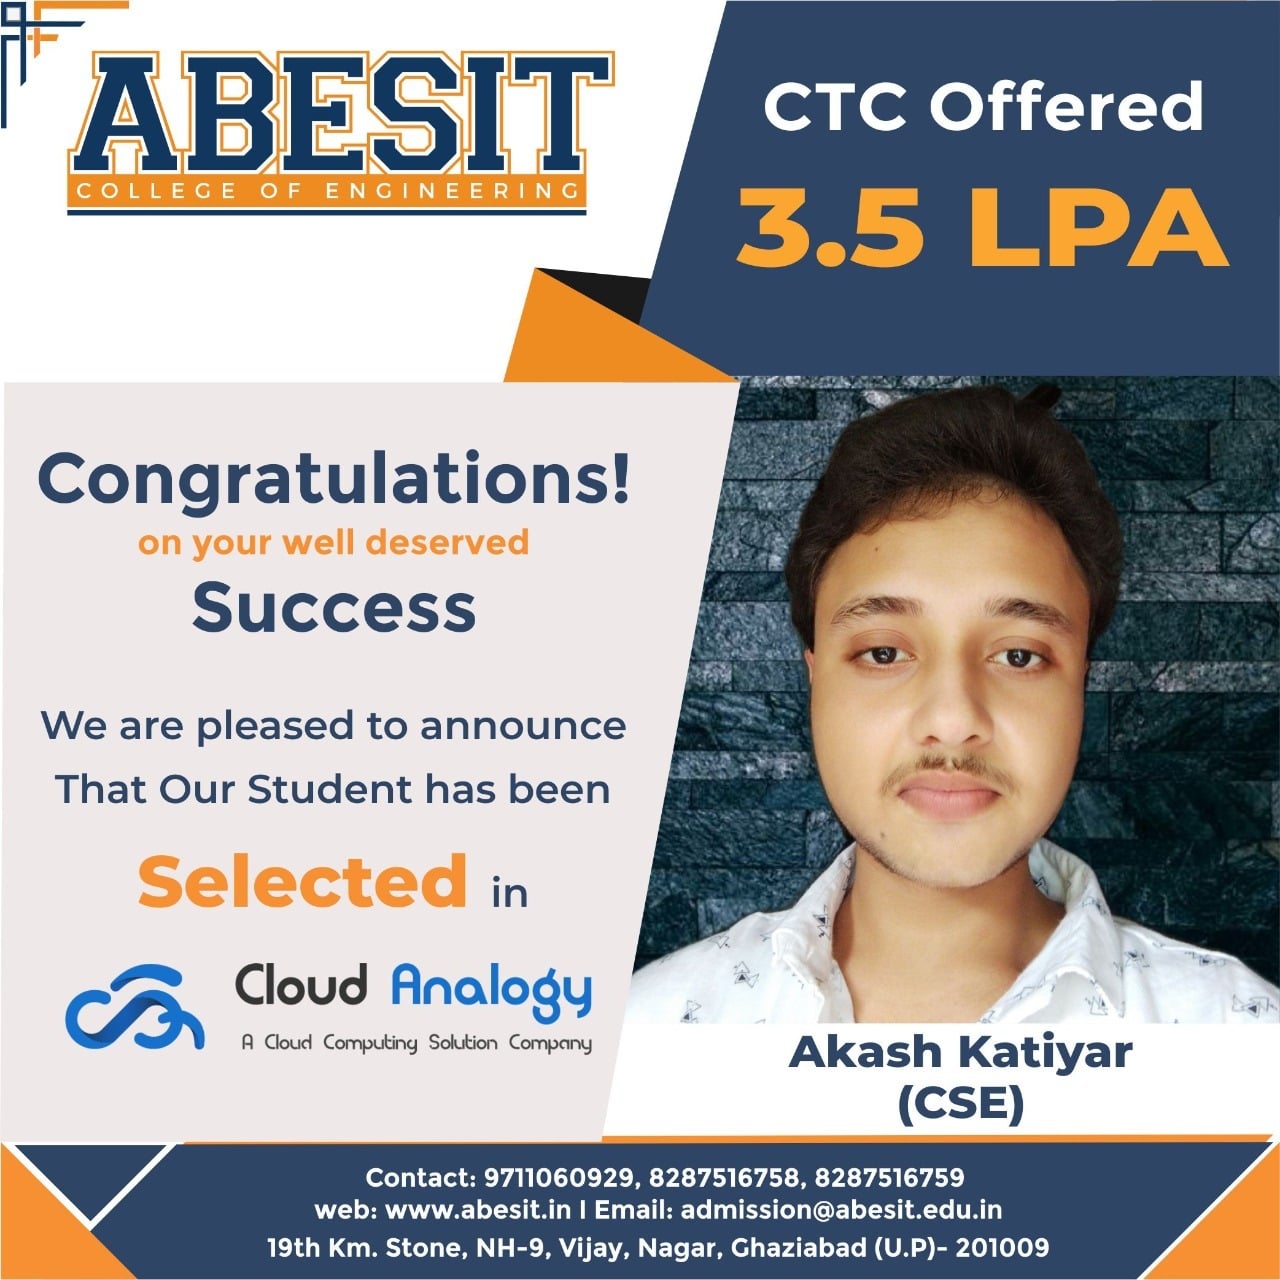 ABESIT
COLLEGE OF ENGINEERING
CTC Offered
3.5 LPA
Congratulations!
on your well deserved
Success
We are pleased to announce
That Our Student has been
Selected in
Cloud Analogy
A Cloud Computing Solution Company
Akash Katiyar
(CSE)
Contact: 9711060929, 8287516758, 8287516759
web: www.abesit.in I Email: admission@abesit.edu.in
19th Km. Stone, NH-9, Vijay, Nagar, Ghaziabad (U.P)- 201009